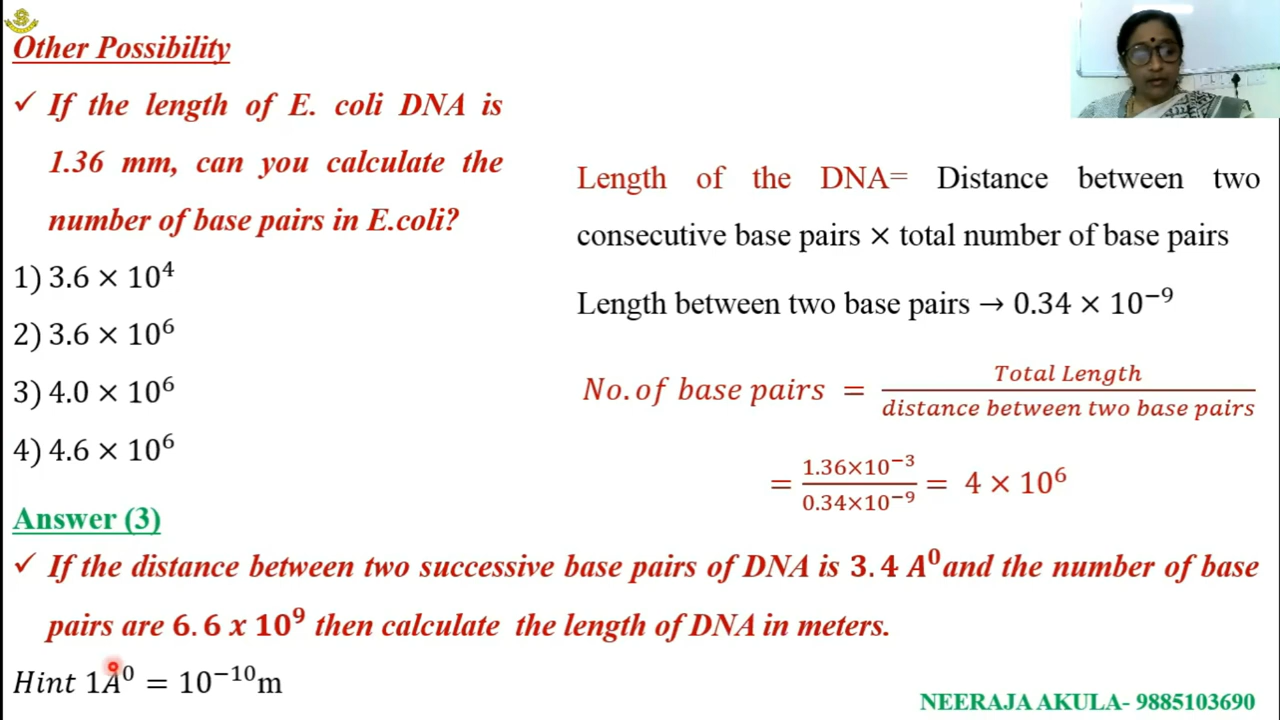 Other Possibility
✓ If the length of E. coli DNA is
1.36 mm, can you calculate the
number of base pairs in E.coli?
1) 3.6 × 10⁴
2) 3.6 × 10⁶
3) 4.0 × 10⁶
4) 4.6 × 10⁶
Answer (3)
Length of the DNA= Distance between two
consecutive base pairs × total number of base pairs
Length between two base pairs → 0.34 × 10⁻⁹
No. of base pairs = Total Length / distance between two base pairs
= 1.36×10⁻³ / 0.34×10⁻⁹ = 4 × 10⁶
✓ If the distance between two successive base pairs of DNA is 3.4 A⁰ and the number of base
pairs are 6.6 x 10⁹ then calculate the length of DNA in meters.
Hint 1A⁰ = 10⁻¹⁰m
NEERAJA AKULA- 9885103690